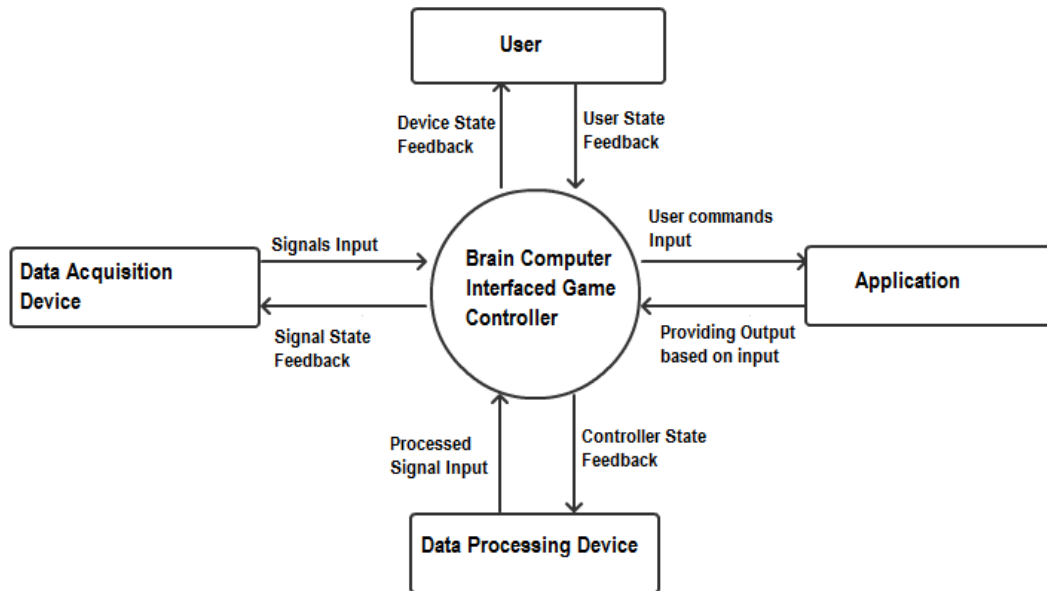 User
Device State
Feedback
User State
Feedback
Signals Input
User commands
Input
Data Acquisition
Device
Brain Computer
Interfaced Game
Controller
Application
Signal State
Feedback
Providing Output
based on input
Processed
Signal Input
Controller State
Feedback
Data Processing Device